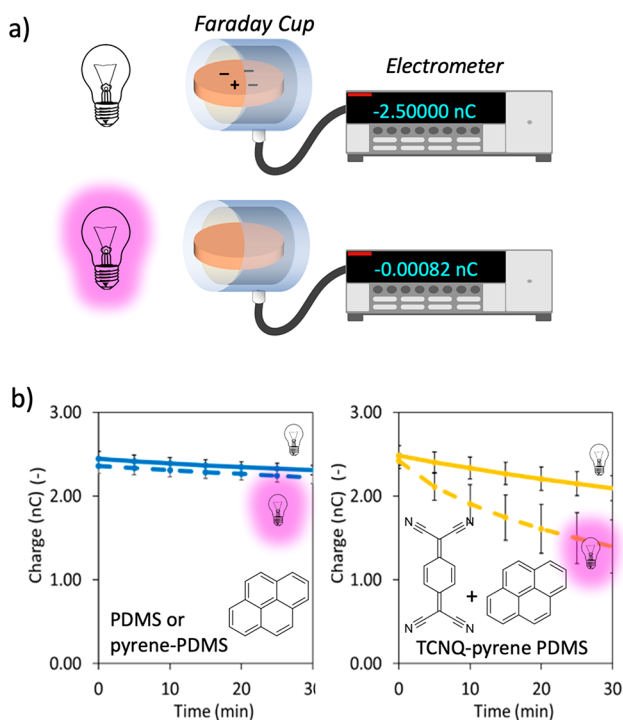 a)
Faraday Cup
Electrometer
− − + −
-2.50000 nC
-0.00082 nC
b)
Charge (nC) (-)
3.00
2.00
1.00
0.00
0 10 20 30
Time (min)
PDMS or
pyrene-PDMS
Charge (nC) (-)
3.00
2.00
1.00
0.00
0 10 20 30
Time (min)
N N
+
N N
TCNQ-pyrene PDMS